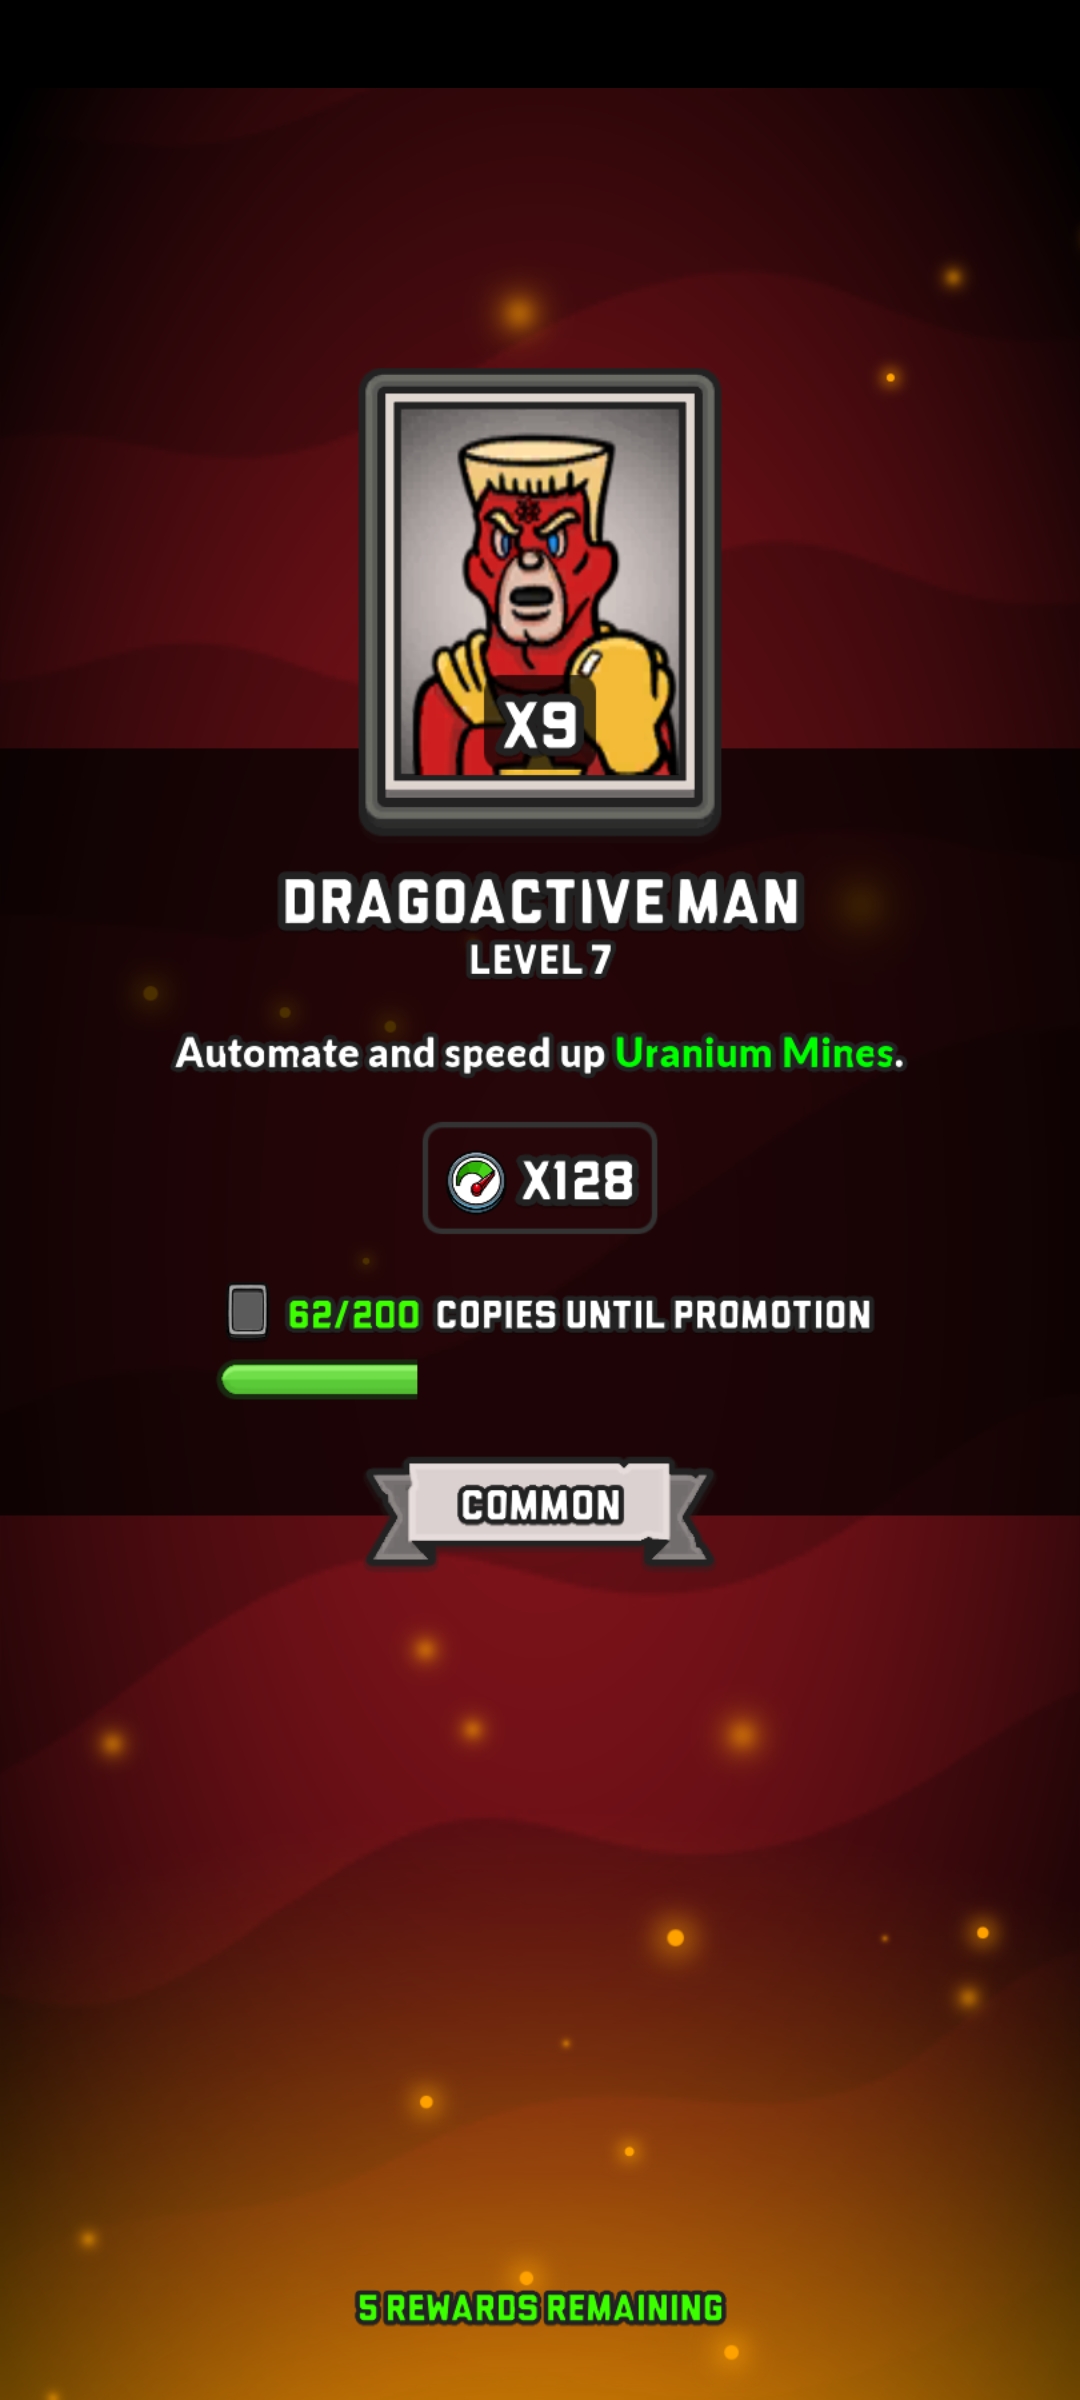 X9
DRAGOACTIVE MAN
LEVEL 7
Automate and speed up Uranium Mines.
X128
62/200 COPIES UNTIL PROMOTION
COMMON
5 REWARDS REMAINING